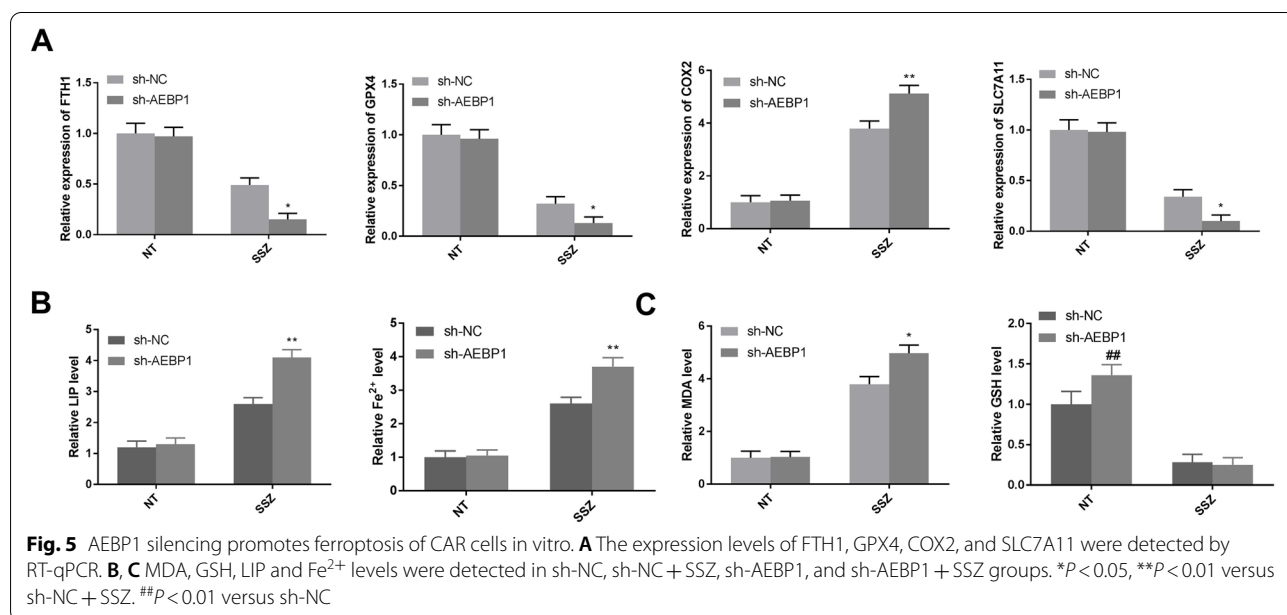 A
Relative expression of FTH1
1.5
1.0
0.5
0.0
sh-NC
sh-AEBP1
*
NT
SSZ
Relative expression of GPX4
1.5
1.0
0.5
0.0
sh-NC
sh-AEBP1
*
NT
SSZ
Relative expression of COX2
6
4
2
0
sh-NC
sh-AEBP1
**
NT
SSZ
Relative expression of SLC7A11
1.5
1.0
0.5
0.0
sh-NC
sh-AEBP1
*
NT
SSZ
B
Relative LIP level
5
4
3
2
1
0
sh-NC
sh-AEBP1
**
NT
SSZ
Relative Fe²⁺ level
5
4
3
2
1
0
sh-NC
sh-AEBP1
**
NT
SSZ
C
Relative MDA level
6
4
2
0
sh-NC
sh-AEBP1
*
NT
SSZ
Relative GSH level
2.0
1.5
1.0
0.5
0.0
sh-NC
sh-AEBP1
##
NT
SSZ
Fig. 5 AEBP1 silencing promotes ferroptosis of CAR cells in vitro. A The expression levels of FTH1, GPX4, COX2, and SLC7A11 were detected by
RT-qPCR. B, C MDA, GSH, LIP and Fe²⁺ levels were detected in sh-NC, sh-NC + SSZ, sh-AEBP1, and sh-AEBP1 + SSZ groups. *P < 0.05, **P < 0.01 versus
sh-NC + SSZ. ##P < 0.01 versus sh-NC